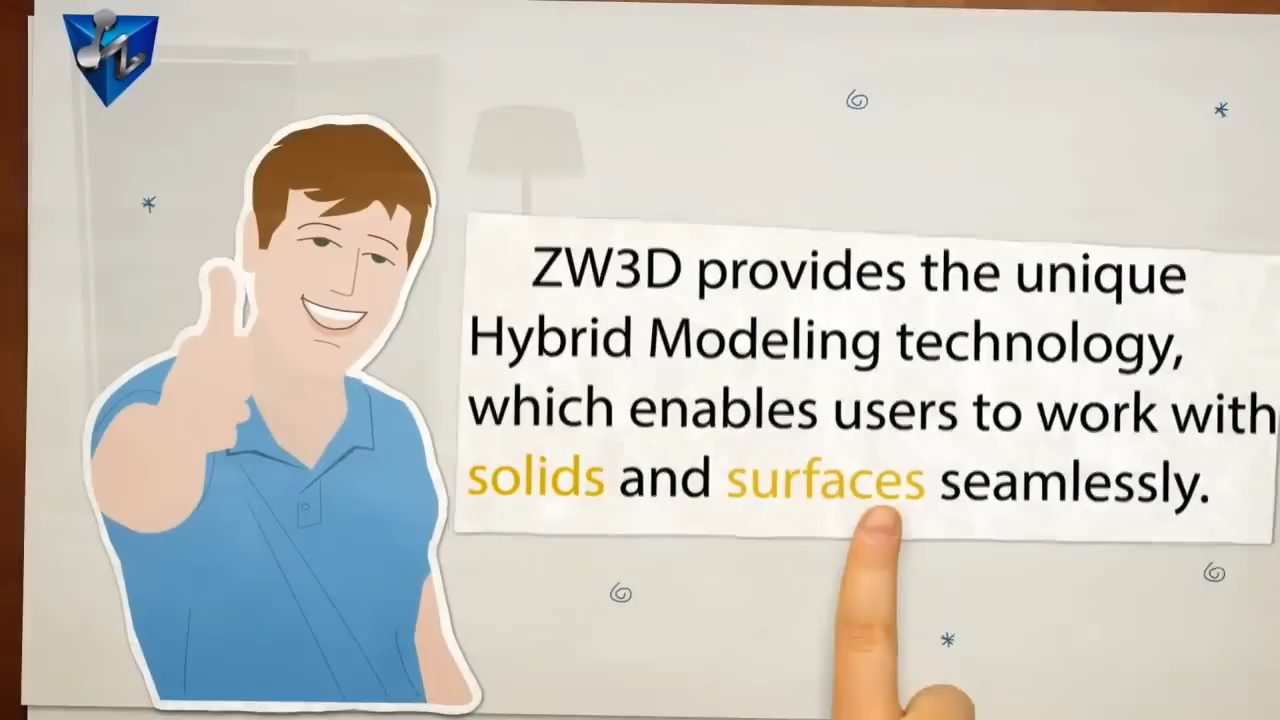 ZW3D provides the unique
Hybrid Modeling technology,
which enables users to work with
solids and surfaces seamlessly.